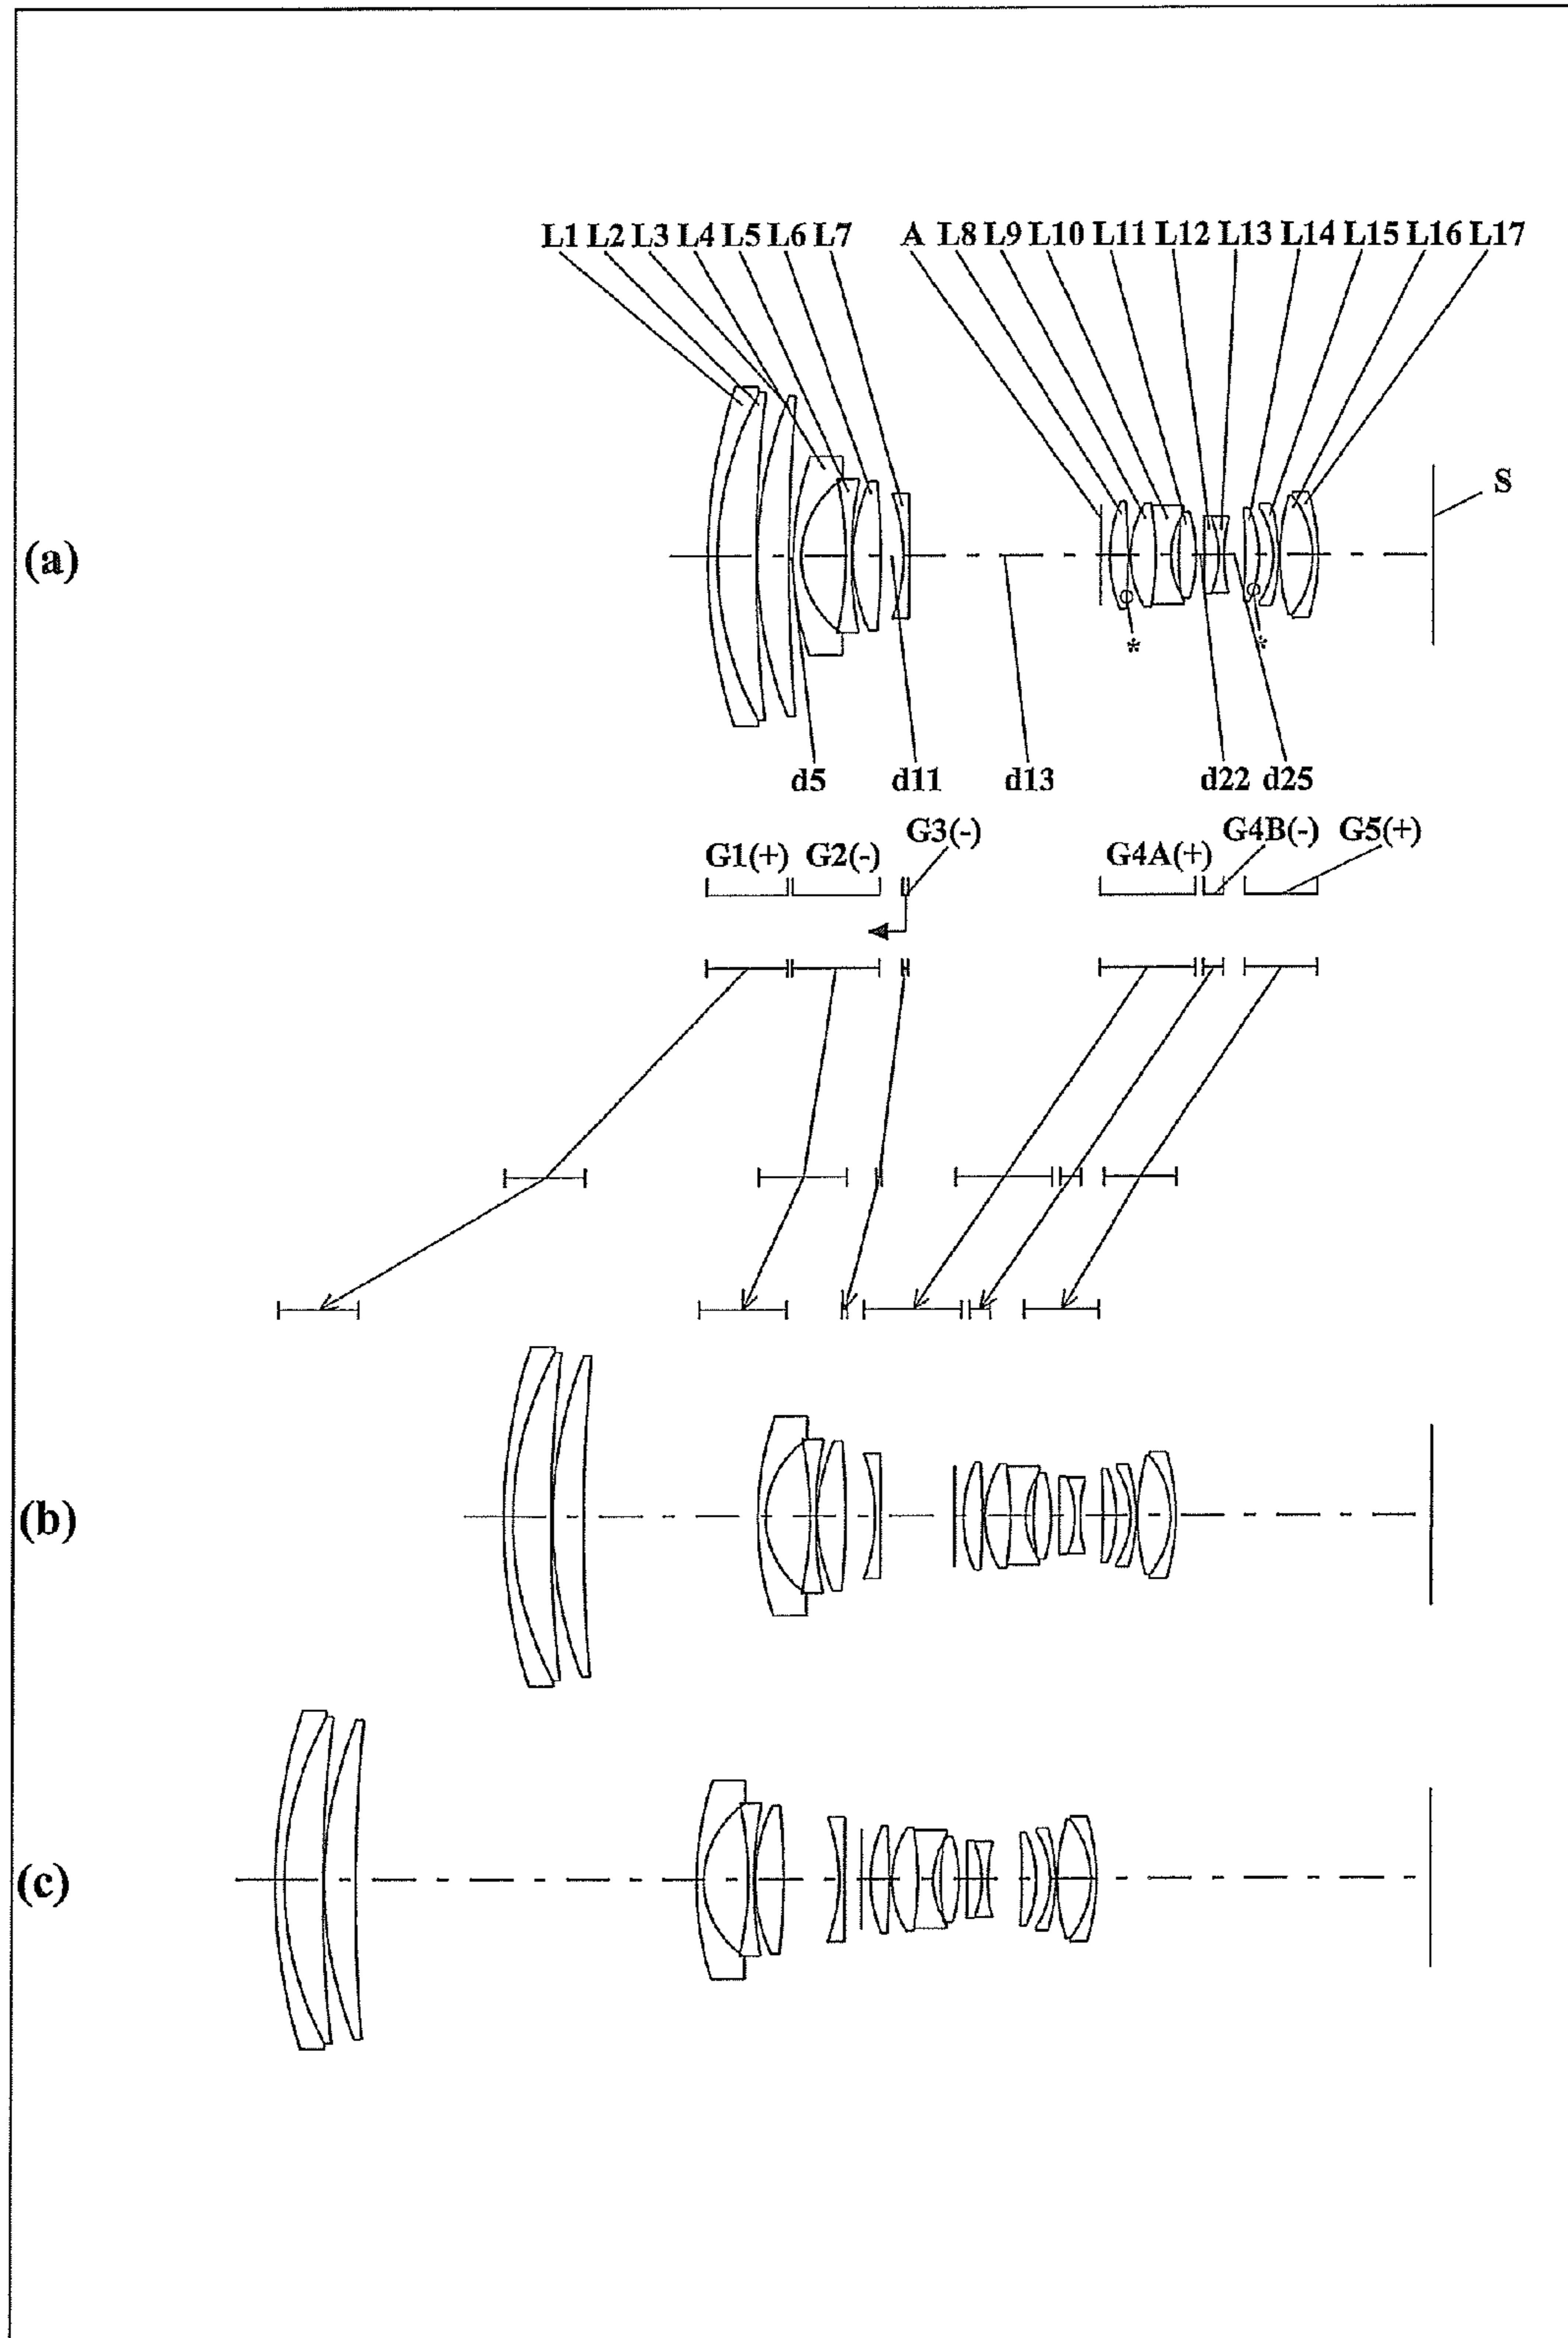 L1 L2 L3 L4 L5 L6 L7 A L8 L9 L10 L11 L12 L13 L14 L15 L16 L17
S
(a)
* *
d5 d11 d13 d22 d25
G1(+) G2(-) G3(-) G4A(+) G4B(-) G5(+)
(b)
(c)